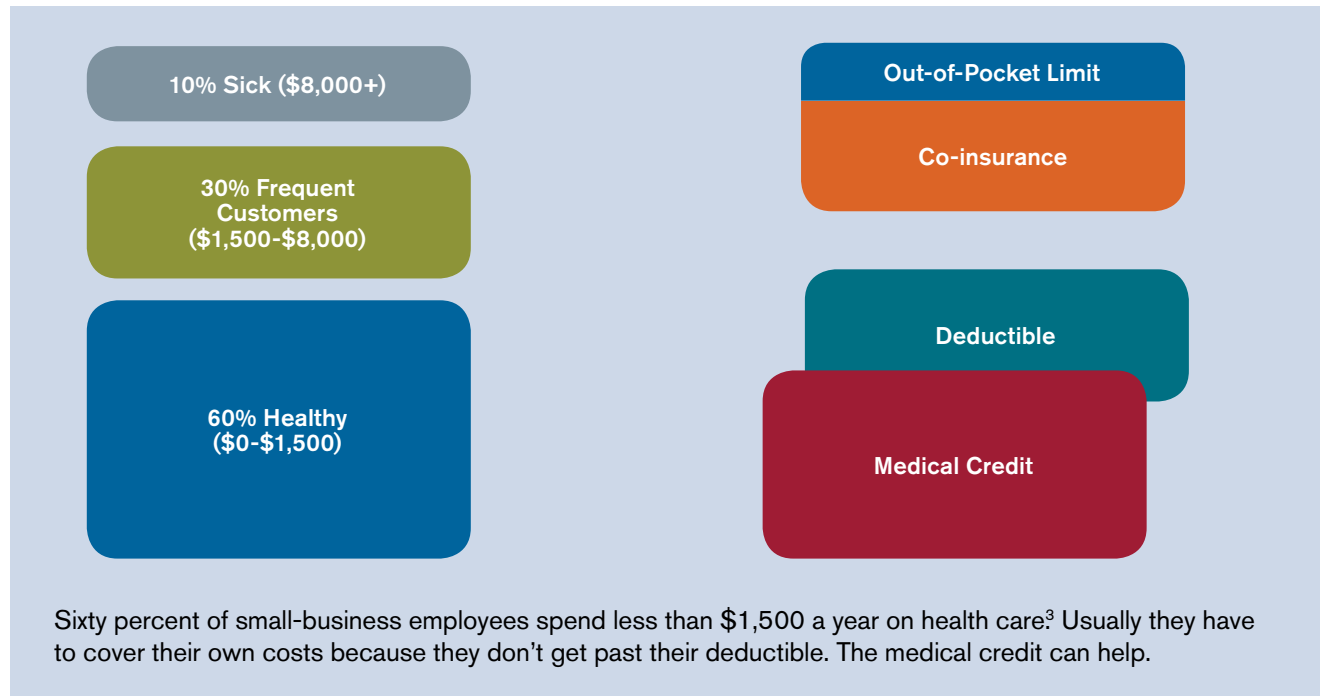 10% Sick ($8,000+)
30% Frequent
Customers
($1,500-$8,000)
60% Healthy
($0-$1,500)
Out-of-Pocket Limit
Co-insurance
Deductible
Medical Credit
Sixty percent of small-business employees spend less than $1,500 a year on health care.³ Usually they have
to cover their own costs because they don’t get past their deductible. The medical credit can help.